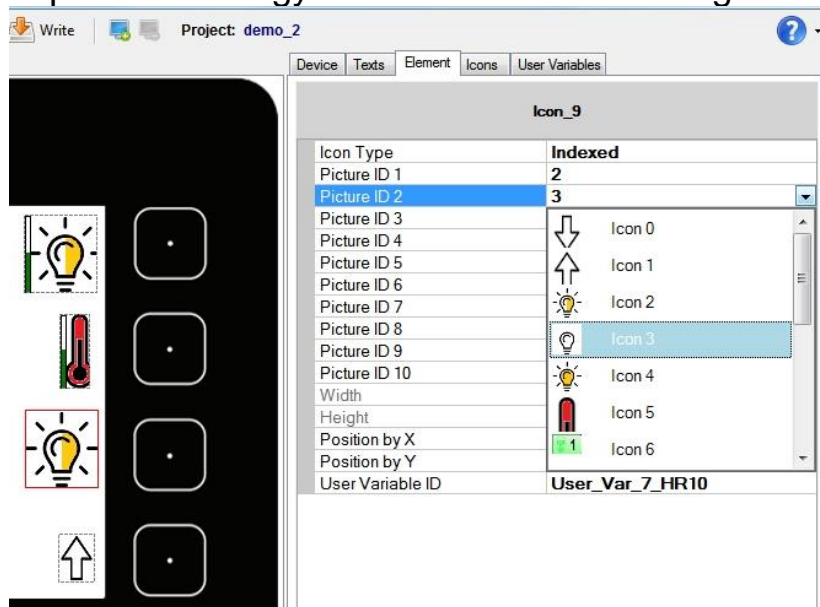 Write Project: demo_2
Device Texts Element Icons User Variables
Icon_9
Icon Type Indexed
Picture ID 1 2
Picture ID 2 3
Picture ID 3
Picture ID 4
Picture ID 5
Picture ID 6
Picture ID 7
Picture ID 8
Picture ID 9
Picture ID 10
Width
Height
Position by X
Position by Y
User Variable ID User_Var_7_HR10
Icon 0
Icon 1
Icon 2
Icon 3
Icon 4
Icon 5
1 Icon 6